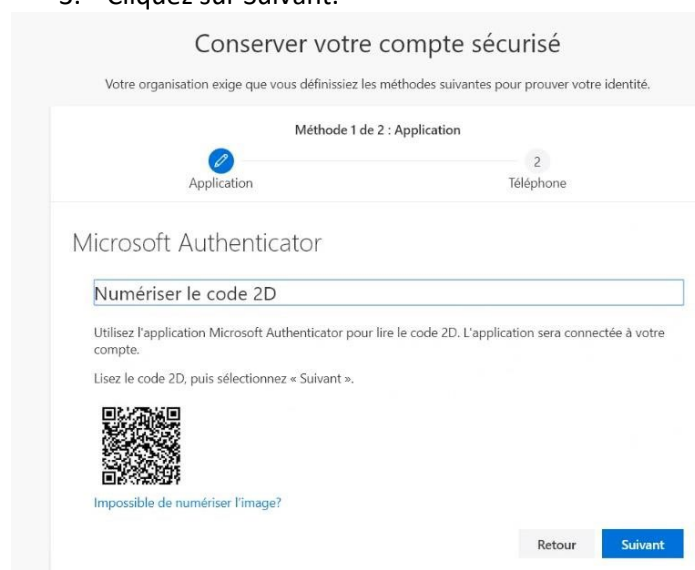 3. Cliquez sur Suivant.
Conserver votre compte sécurisé
Votre organisation exige que vous définissiez les méthodes suivantes pour prouver votre identité.
Méthode 1 de 2 : Application
2
Application
Téléphone
Microsoft Authenticator
Numériser le code 2D
Utilisez l'application Microsoft Authenticator pour lire le code 2D. L'application sera connectée à votre
compte.
Lisez le code 2D, puis sélectionnez « Suivant ».
Impossible de numériser l'image?
Retour
Suivant